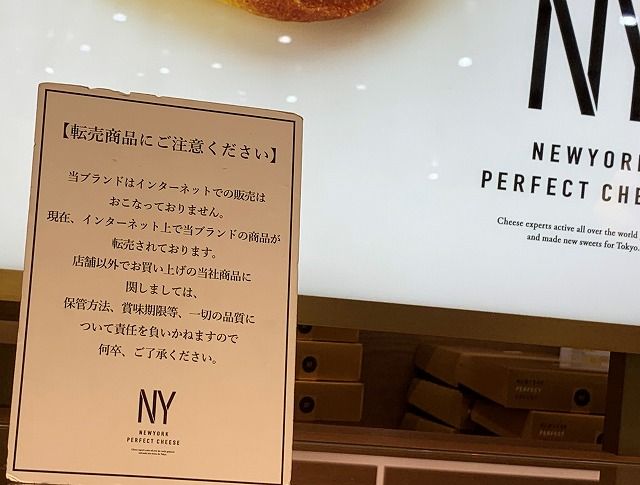 【転売商品にご注意ください】
当ブランドはインターネットでの販売は
おこなっておりません。
現在、インターネット上で当ブランドの商品が
転売されております。
店舗以外でお買い上げの当社商品に
関しましては、
保管方法、賞味期限等、一切の品質に
ついて責任を負いかねますので
何卒、ご了承ください。
NY
NEWYORK
PERFECT CHEESE
NY
NEWYORK
PERFECT CHE
Cheese experts active all over the world
and made new sweets for Tokyo.
NEWYORK
PERFECT